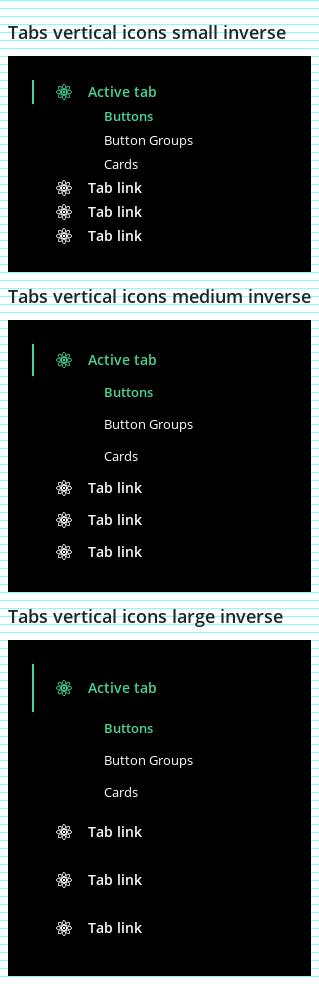 Tabs vertical icons small inverse
Active tab
Buttons
Button Groups
Cards
Tab link
Tab link
Tab link
Tabs vertical icons medium inverse
Active tab
Buttons
Button Groups
Cards
Tab link
Tab link
Tab link
Tabs vertical icons large inverse
Active tab
Buttons
Button Groups
Cards
Tab link
Tab link
Tab link